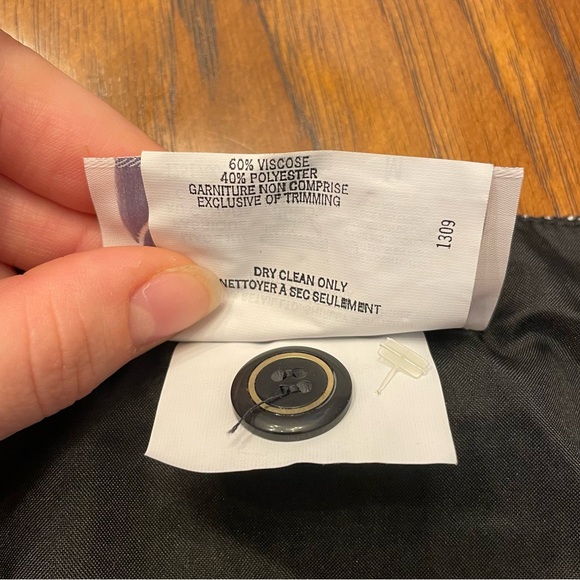 60% VISCOSE
40% POLYESTER
GARNITURE NON COMPRISE
EXCLUSIVE OF TRIMMING
1309
DRY CLEAN ONLY
NETTOYER À SEC SEULEMENT